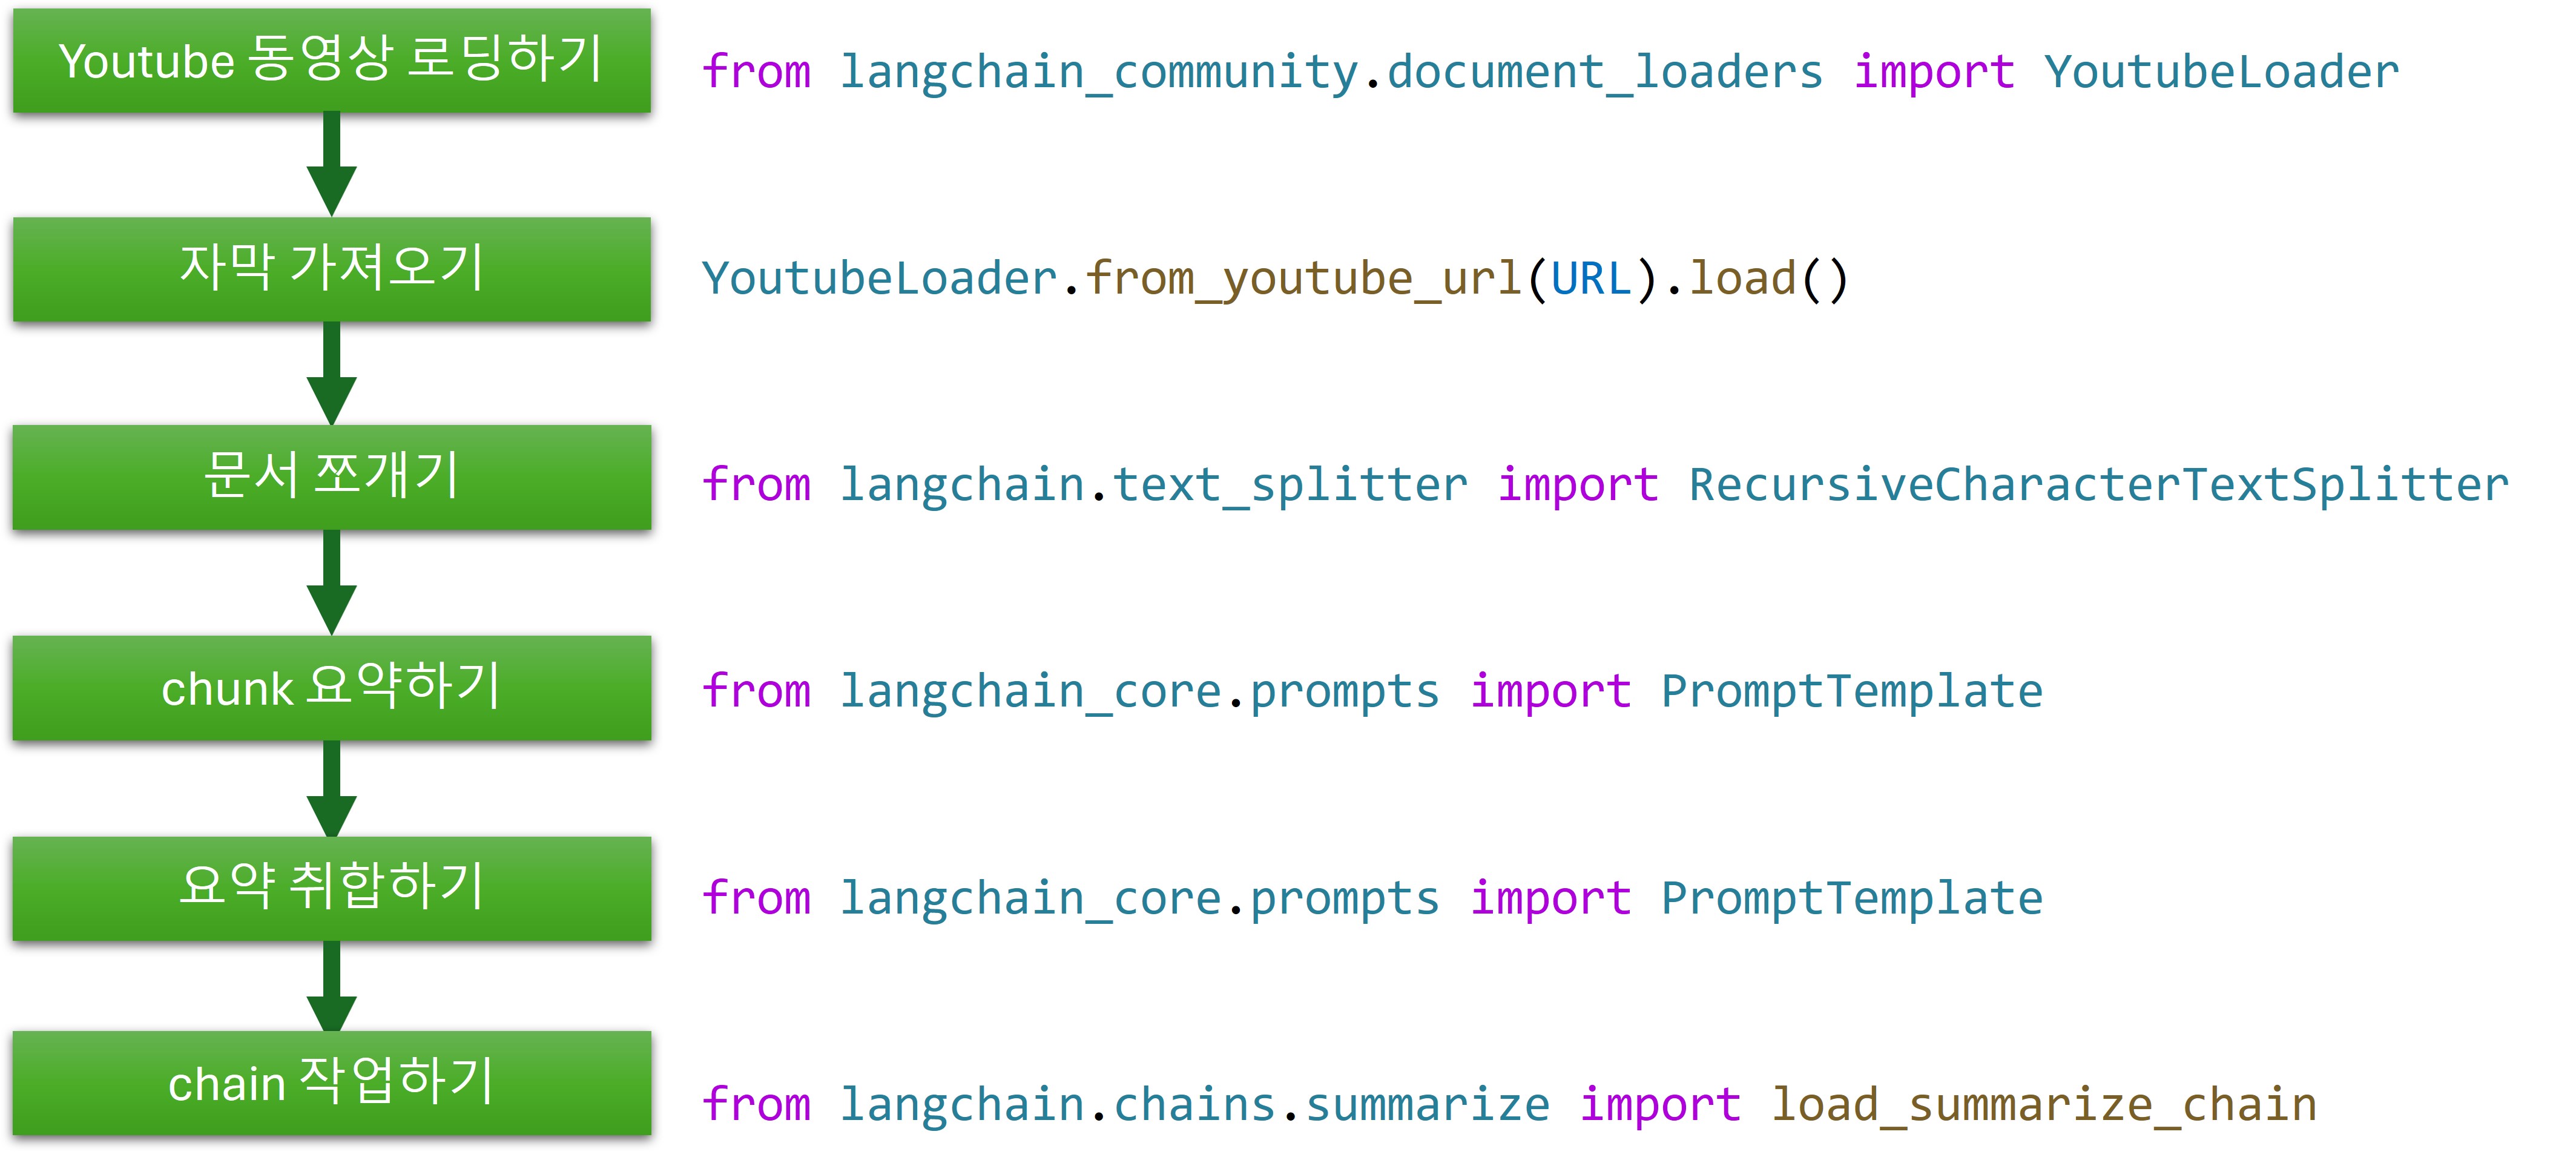 Youtube 동영상 로딩하기
from langchain_community.document_loaders import YoutubeLoader
자막 가져오기
YoutubeLoader.from_youtube_url(URL).load()
문서 쪼개기
from langchain.text_splitter import RecursiveCharacterTextSplitter
chunk 요약하기
from langchain_core.prompts import PromptTemplate
요약 취합하기
from langchain_core.prompts import PromptTemplate
chain 작업하기
from langchain.chains.summarize import load_summarize_chain